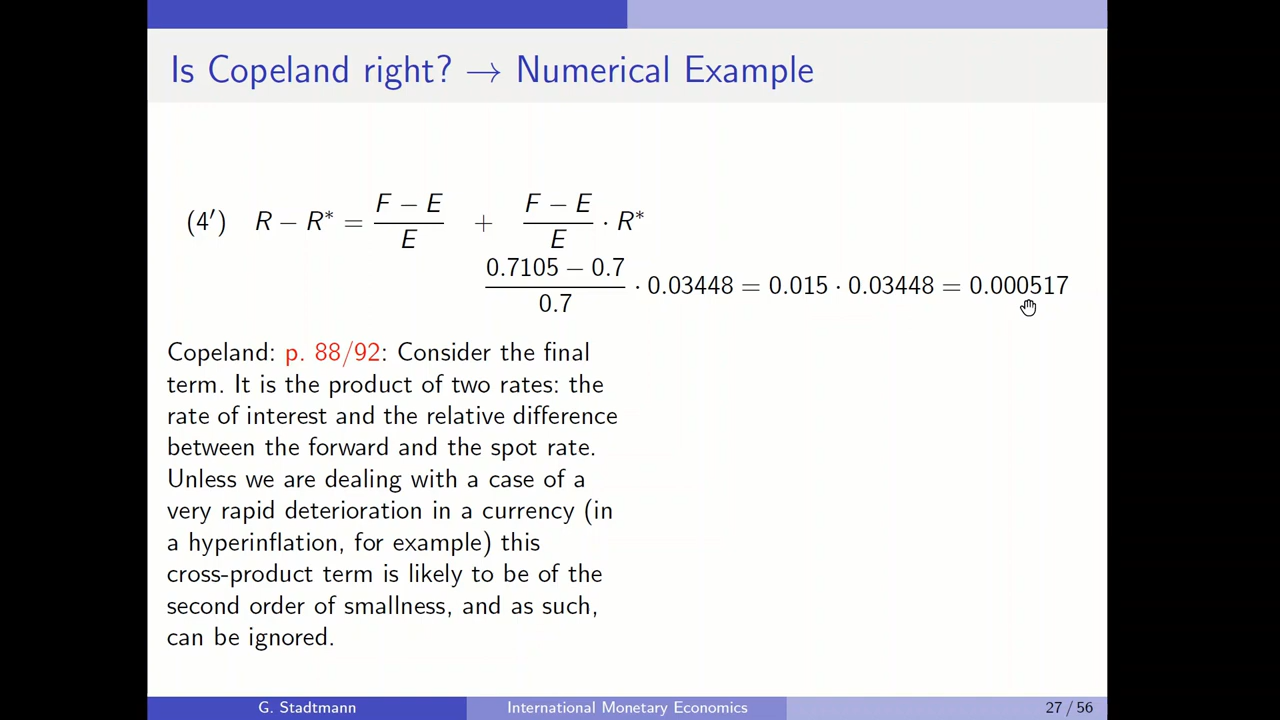 Is Copeland right? → Numerical Example
(4′) R − R* = \frac{F − E}{E} + \frac{F − E}{E} · R*
\frac{0.7105 − 0.7}{0.7} · 0.03448 = 0.015 · 0.03448 = 0.000517
Copeland: p. 88/92: Consider the final
term. It is the product of two rates: the
rate of interest and the relative difference
between the forward and the spot rate.
Unless we are dealing with a case of a
very rapid deterioration in a currency (in
a hyperinflation, for example) this
cross-product term is likely to be of the
second order of smallness, and as such,
can be ignored.
G. Stadtmann International Monetary Economics 27 / 56